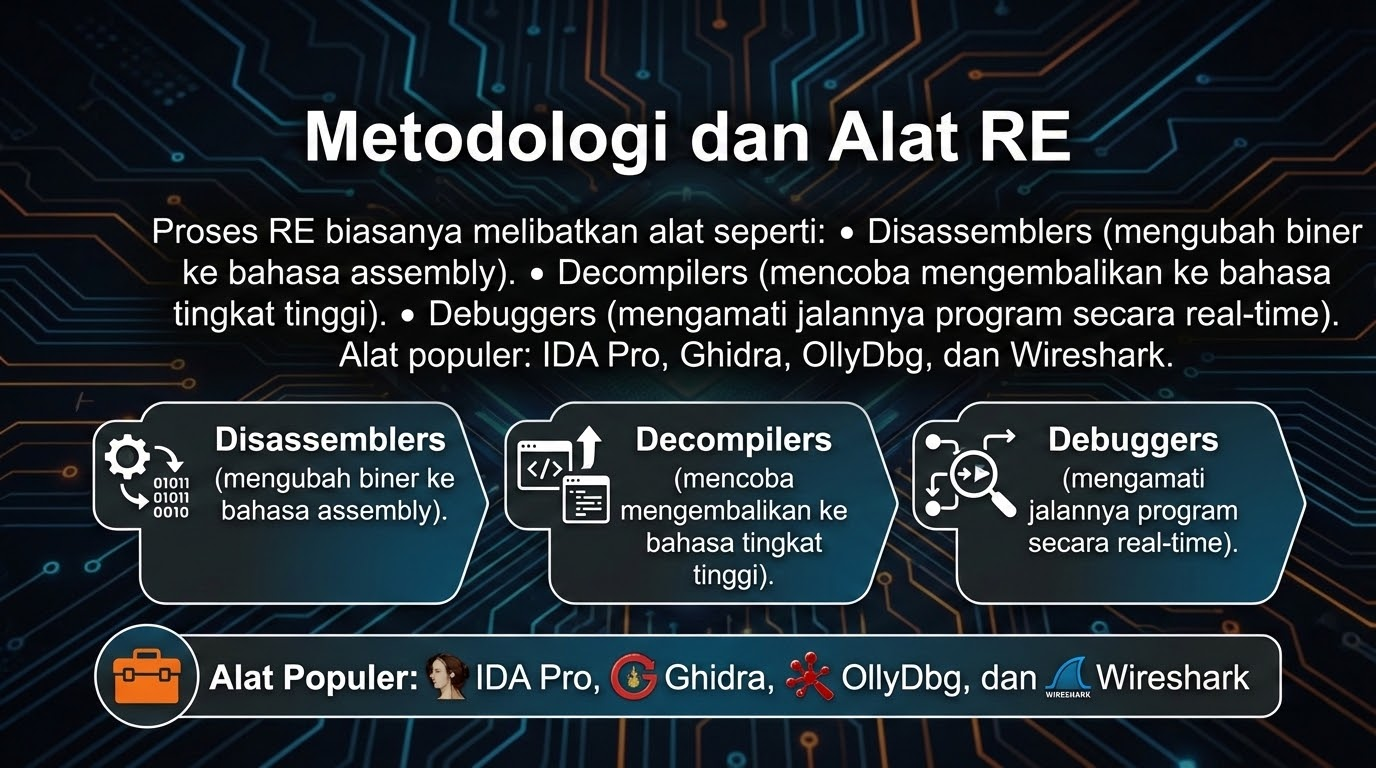 Metodologi dan Alat RE
Proses RE biasanya melibatkan alat seperti: • Disassemblers (mengubah biner
ke bahasa assembly). • Decompilers (mencoba mengembalikan ke bahasa
tingkat tinggi). • Debuggers (mengamati jalannya program secara real-time).
Alat populer: IDA Pro, Ghidra, OllyDbg, dan Wireshark.
01011
01011
0010
Disassemblers
(mengubah biner ke
bahasa assembly).
</>
Decompilers
(mencoba
mengembalikan ke
bahasa tingkat
tinggi).
Debuggers
(mengamati
jalannya program
secara real-time).
Alat Populer: IDA Pro, Ghidra, OllyDbg, dan WIRESHARK Wireshark